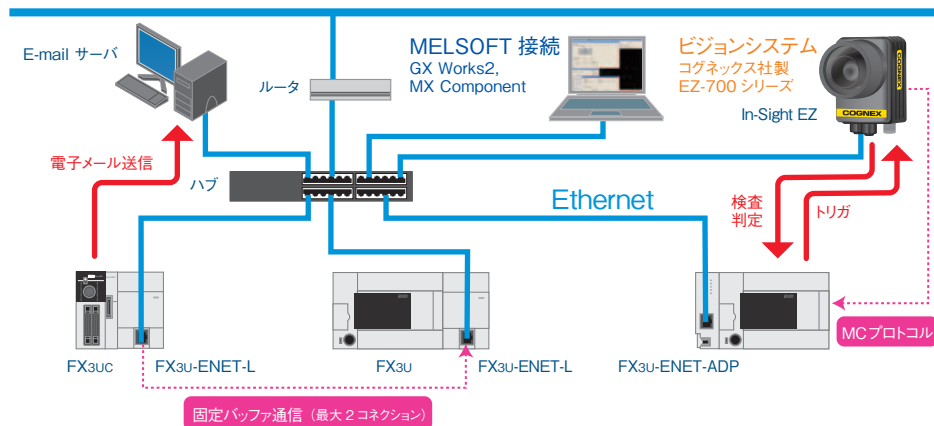 E-mail サーバ
ルータ
MELSOFT 接続
GX Works2,
MX Component
ビジョンシステム
コグネックス社製
EZ-700 シリーズ
In-Sight EZ
COGNEX
COGNEX
電子メール送信
ハブ
Ethernet
検査
判定
トリガ
MCプロトコル
FX3UC
FX3U-ENET-L
FX3U
FX3U-ENET-L
FX3U-ENET-ADP
固定バッファ通信（最大 2 コネクション）